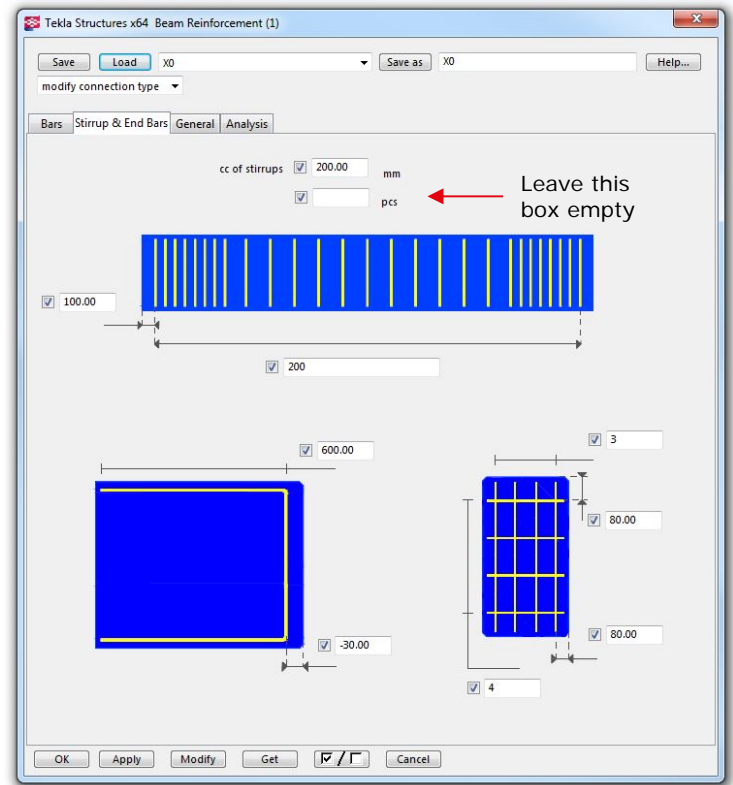 Tekla Structures x64 Beam Reinforcement (1)
Save Load X0 Save as X0 Help...
modify connection type
Bars Stirrup & End Bars General Analysis
cc of stirrups 200.00 mm
pcs
Leave this
box empty
100.00
200
600.00
3
80.00
-30.00
80.00
4
OK Apply Modify Get / Cancel